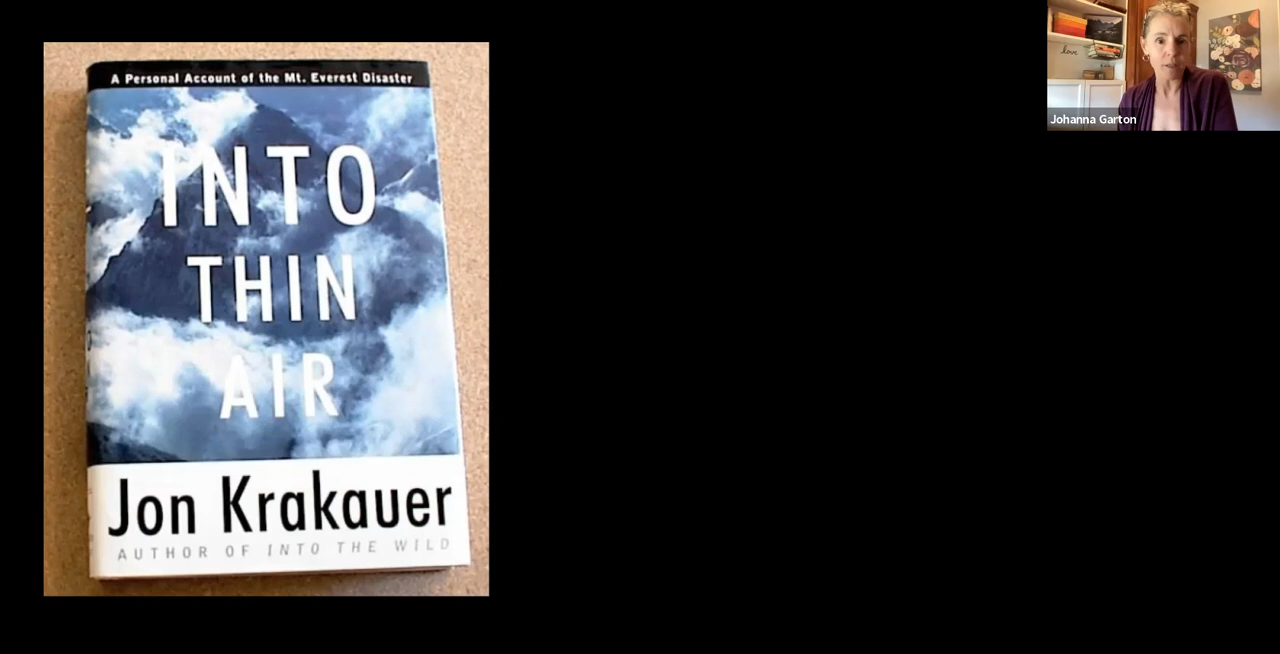 A Personal Account of the Mt. Everest Disaster
INTO
THIN
AIR
Jon Krakauer
AUTHOR OF INTO THE WILD
love
Johanna Garton